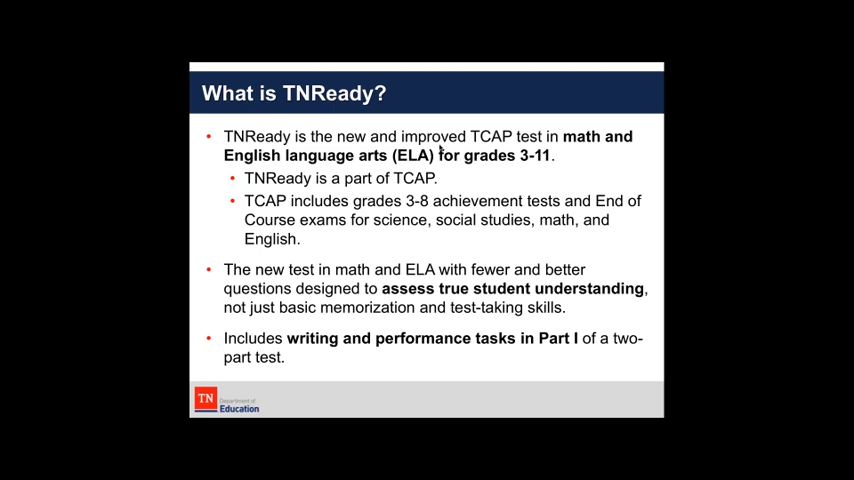 What is TNReady?
• TNReady is the new and improved TCAP test in math and
English language arts (ELA) for grades 3-11.
• TNReady is a part of TCAP.
• TCAP includes grades 3-8 achievement tests and End of
Course exams for science, social studies, math, and
English.
• The new test in math and ELA with fewer and better
questions designed to assess true student understanding,
not just basic memorization and test-taking skills.
• Includes writing and performance tasks in Part I of a two-
part test.
TN
Department of
Education